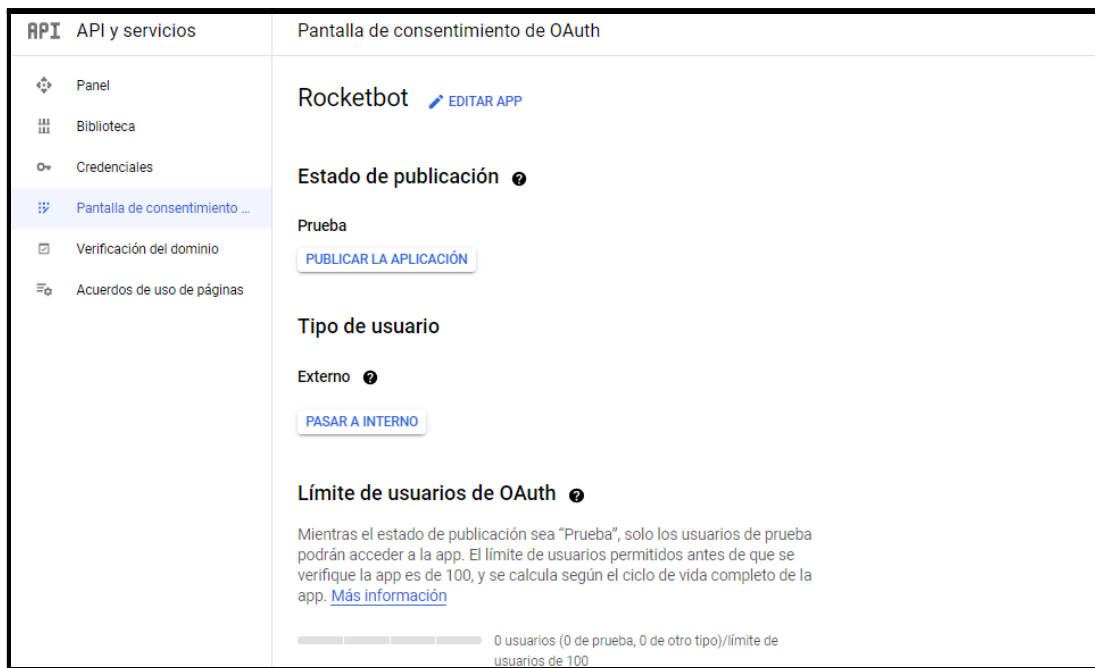 API API y servicios
Pantalla de consentimiento de OAuth
Panel
Biblioteca
Credenciales
Pantalla de consentimiento ...
Verificación del dominio
Acuerdos de uso de páginas
Rocketbot EDITAR APP
Estado de publicación
Prueba
PUBLICAR LA APLICACIÓN
Tipo de usuario
Externo
PASAR A INTERNO
Límite de usuarios de OAuth
Mientras el estado de publicación sea “Prueba”, solo los usuarios de prueba
podrán acceder a la app. El límite de usuarios permitidos antes de que se
verifique la app es de 100, y se calcula según el ciclo de vida completo de la
app. Más información
0 usuarios (0 de prueba, 0 de otro tipo)/límite de
usuarios de 100